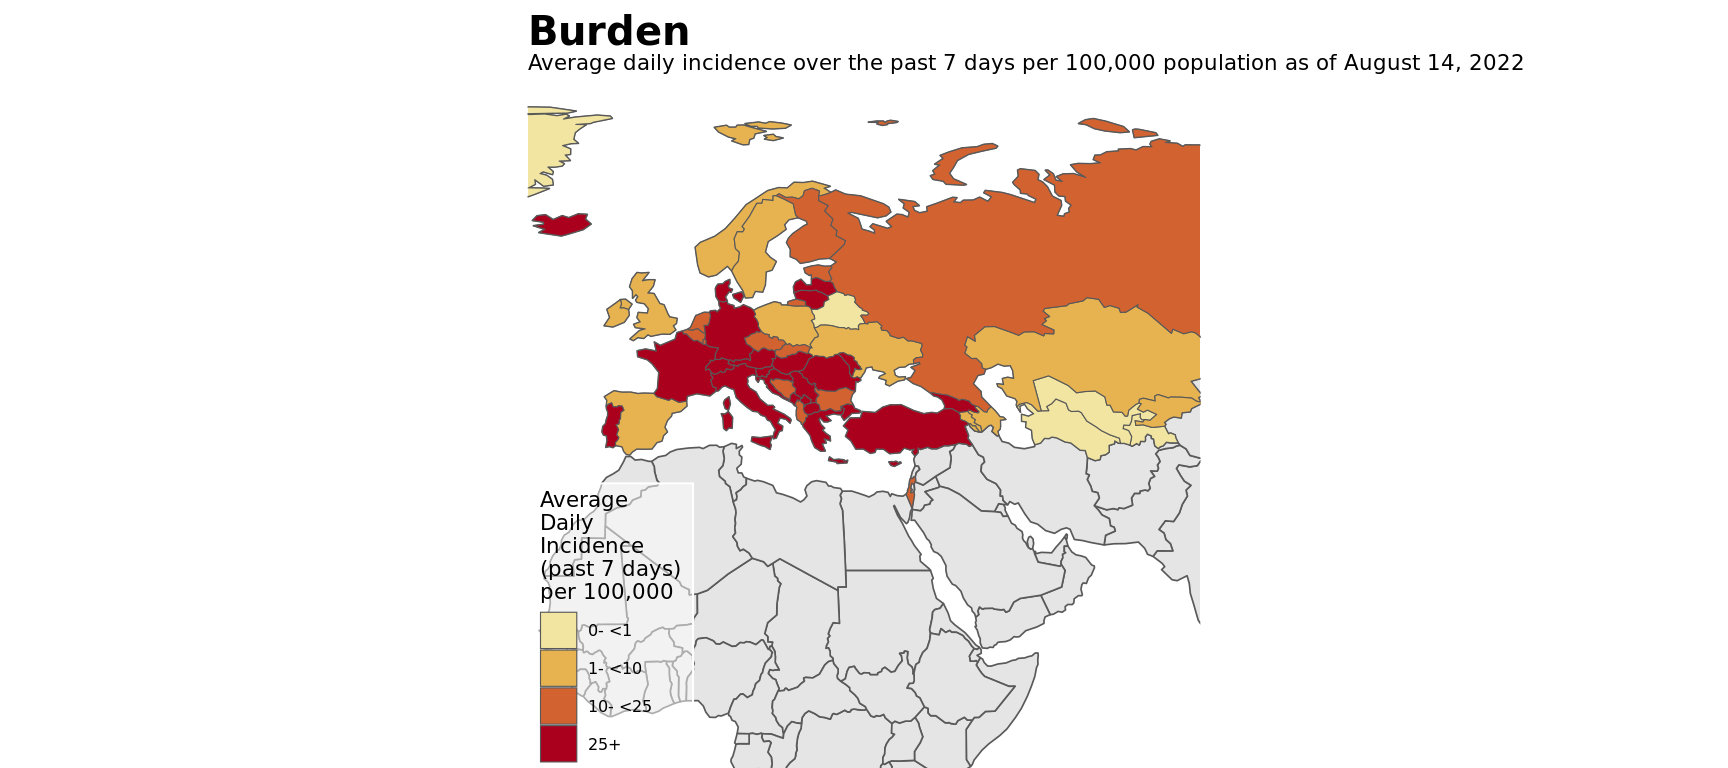 Burden
Average daily incidence over the past 7 days per 100,000 population as of August 14, 2022
Average
Daily
Incidence
(past 7 days)
per 100,000
0- <1
1- <10
10- <25
25+